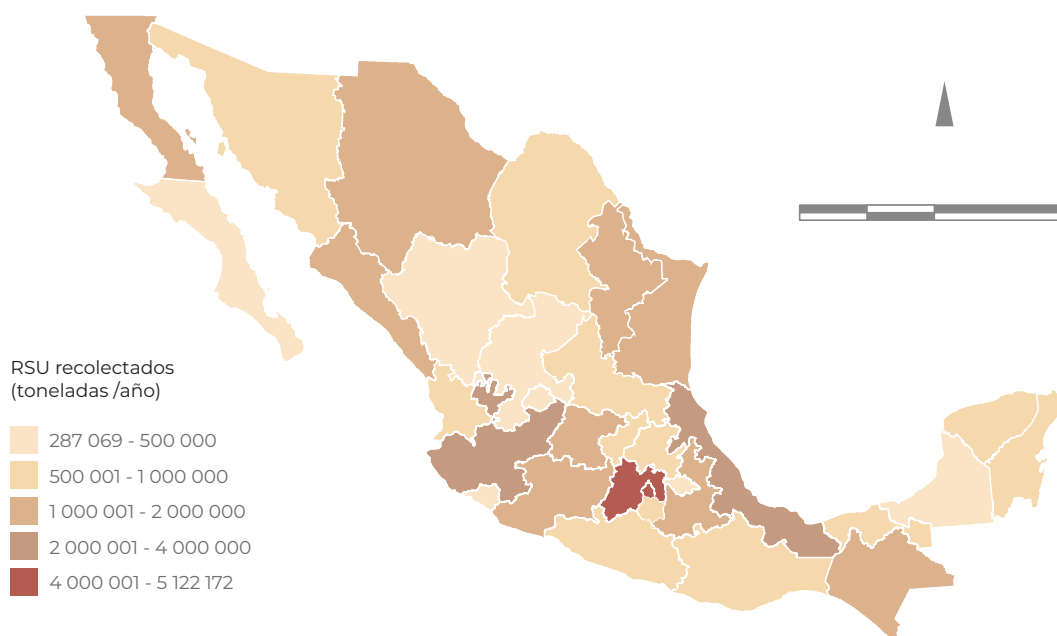 RSU recolectados
(toneladas /año)
287 069 - 500 000
500 001 - 1 000 000
1 000 001 - 2 000 000
2 000 001 - 4 000 000
4 000 001 - 5 122 172